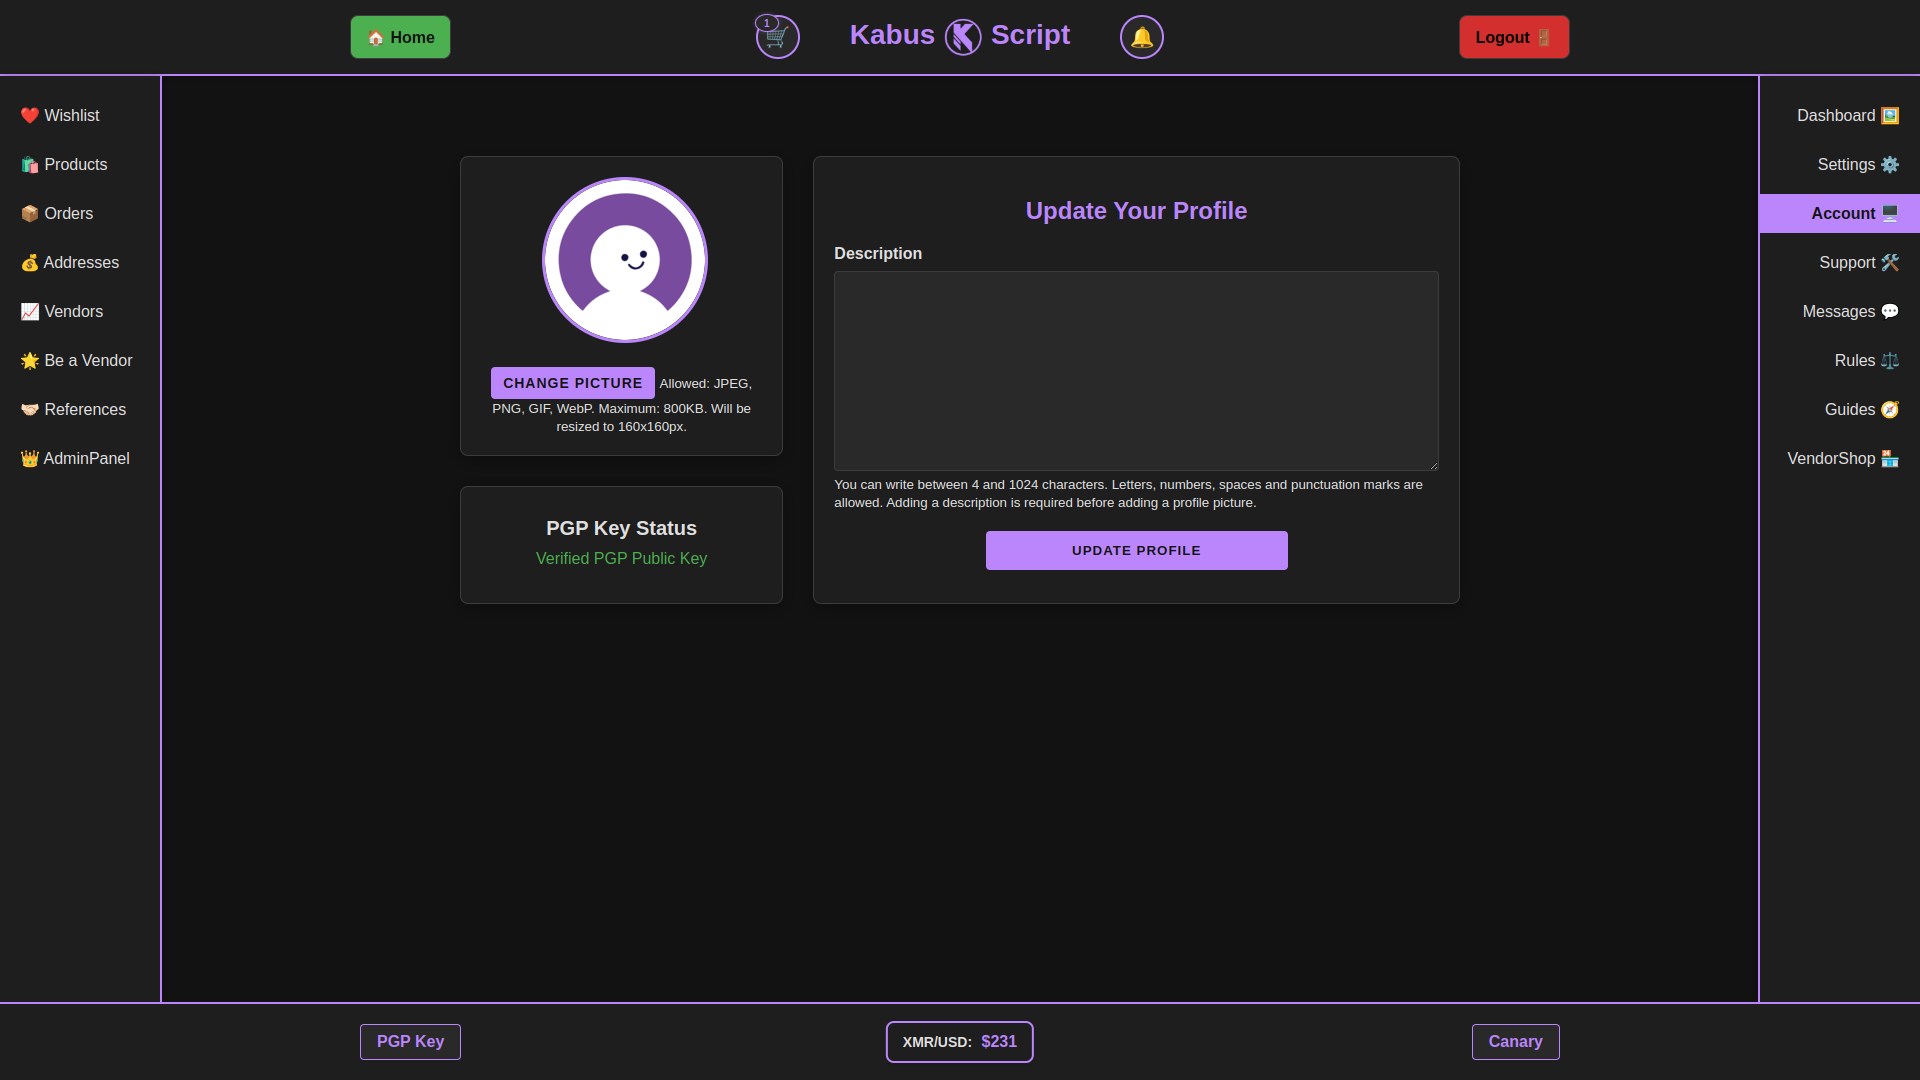 🏠 Home
1
🛒
Kabus Script
🔔
Logout 🚪
❤️ Wishlist
🛍️ Products
📦 Orders
💰 Addresses
📈 Vendors
🌟 Be a Vendor
🤝🏻 References
👑 AdminPanel
CHANGE PICTURE Allowed: JPEG,
PNG, GIF, WebP. Maximum: 800KB. Will be
resized to 160x160px.
PGP Key Status
Verified PGP Public Key
Update Your Profile
Description
You can write between 4 and 1024 characters. Letters, numbers, spaces and punctuation marks are
allowed. Adding a description is required before adding a profile picture.
UPDATE PROFILE
Dashboard 🖼️
Settings ⚙️
Account 🖥️
Support 🛠️
Messages 💬
Rules ⚖️
Guides 🧭
VendorShop 🏪
PGP Key
XMR/USD: $231
Canary